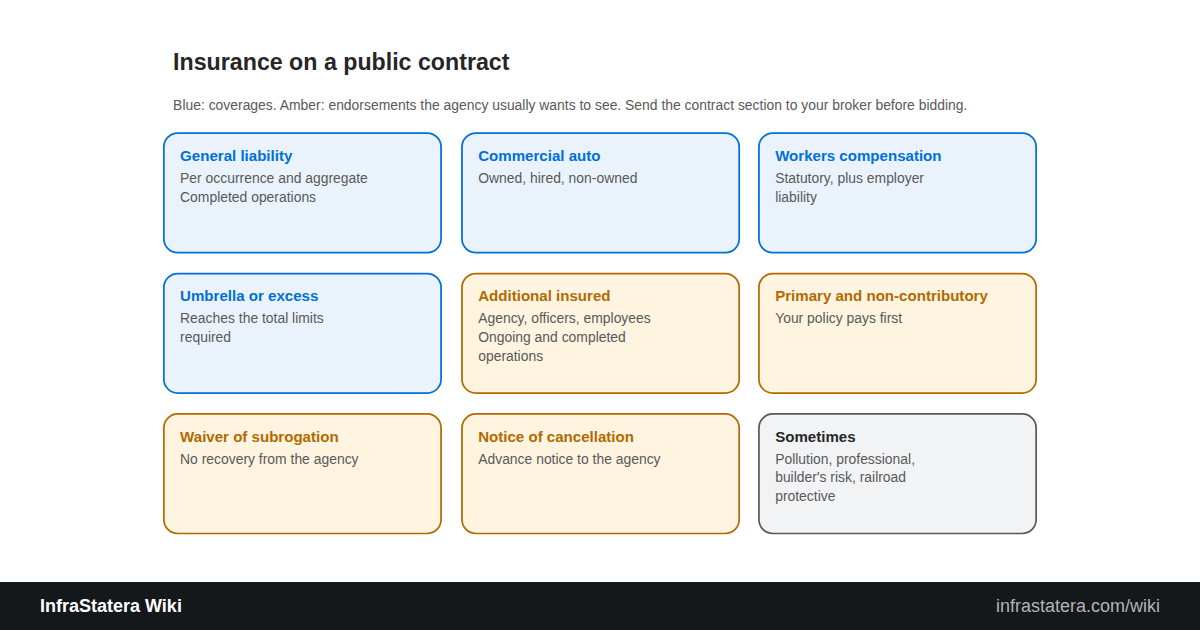 Insurance on a public contract
Blue: coverages. Amber: endorsements the agency usually wants to see. Send the contract section to your broker before bidding.
General liability
Per occurrence and aggregate
Completed operations
Commercial auto
Owned, hired, non-owned
Workers compensation
Statutory, plus employer
liability
Umbrella or excess
Reaches the total limits
required
Additional insured
Agency, officers, employees
Ongoing and completed
operations
Primary and non-contributory
Your policy pays first
Waiver of subrogation
No recovery from the agency
Notice of cancellation
Advance notice to the agency
Sometimes
Pollution, professional,
builder's risk, railroad
protective
InfraStatera Wiki
infrastatera.com/wiki